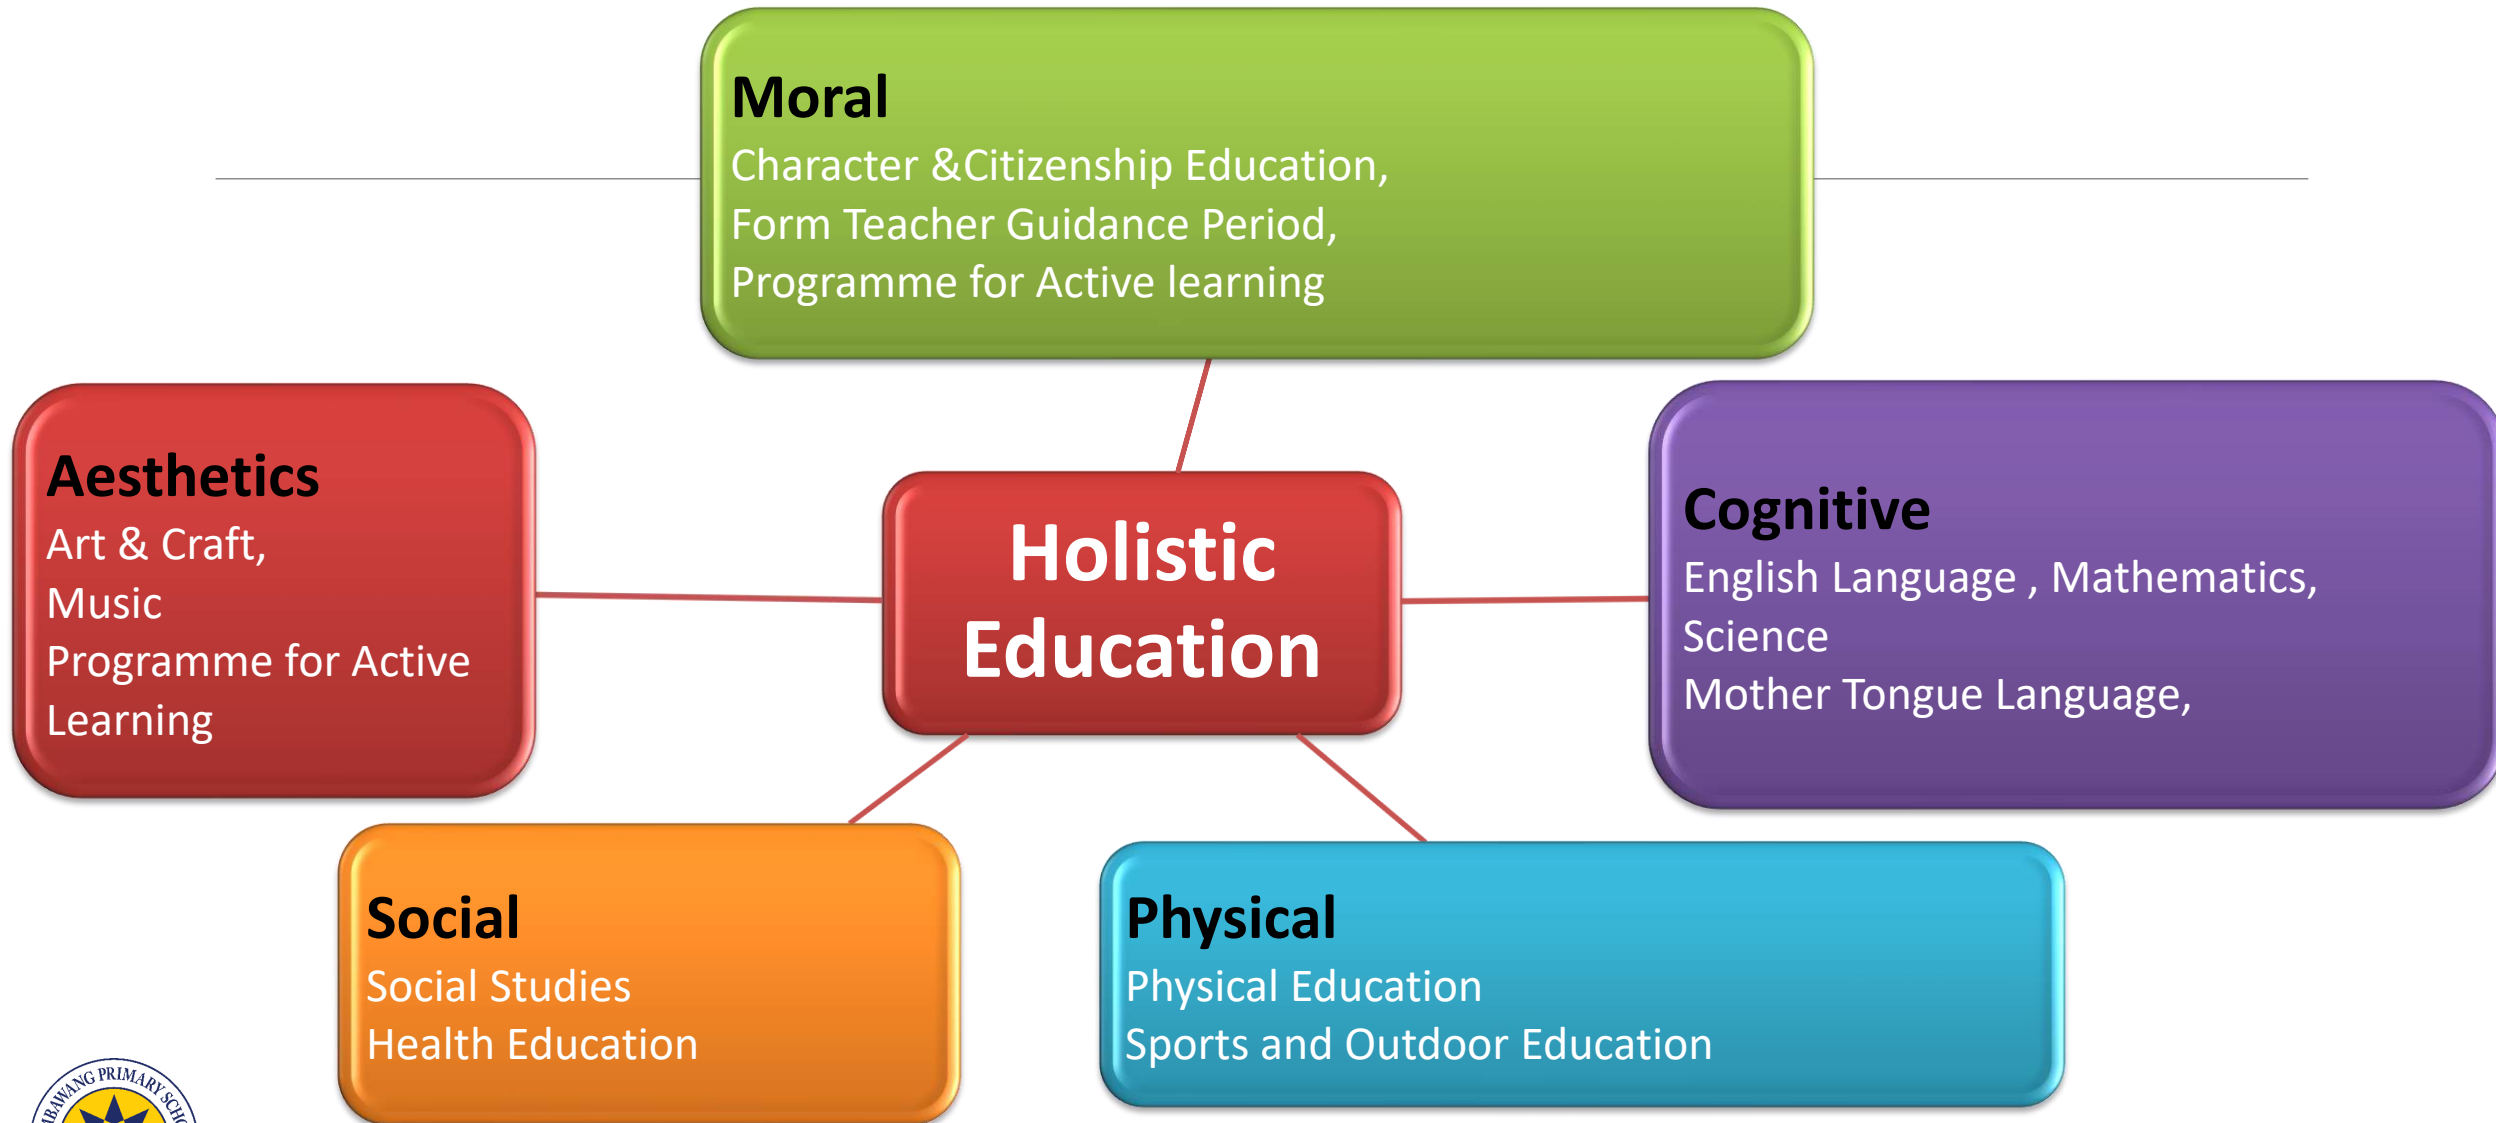 Moral
Character &Citizenship Education,
Form Teacher Guidance Period,
Programme for Active learning
Aesthetics
Art & Craft,
Music
Programme for Active
Learning
Holistic
Education
Cognitive
English Language , Mathematics,
Science
Mother Tongue Language,
Social
Social Studies
Health Education
Physical
Physical Education
Sports and Outdoor Education
PRIMARY